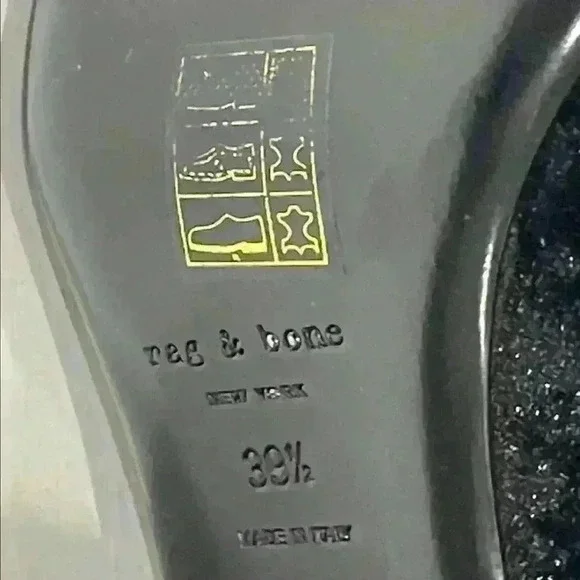 rag & bone
NEW YORK
39½
MADE IN ITALY